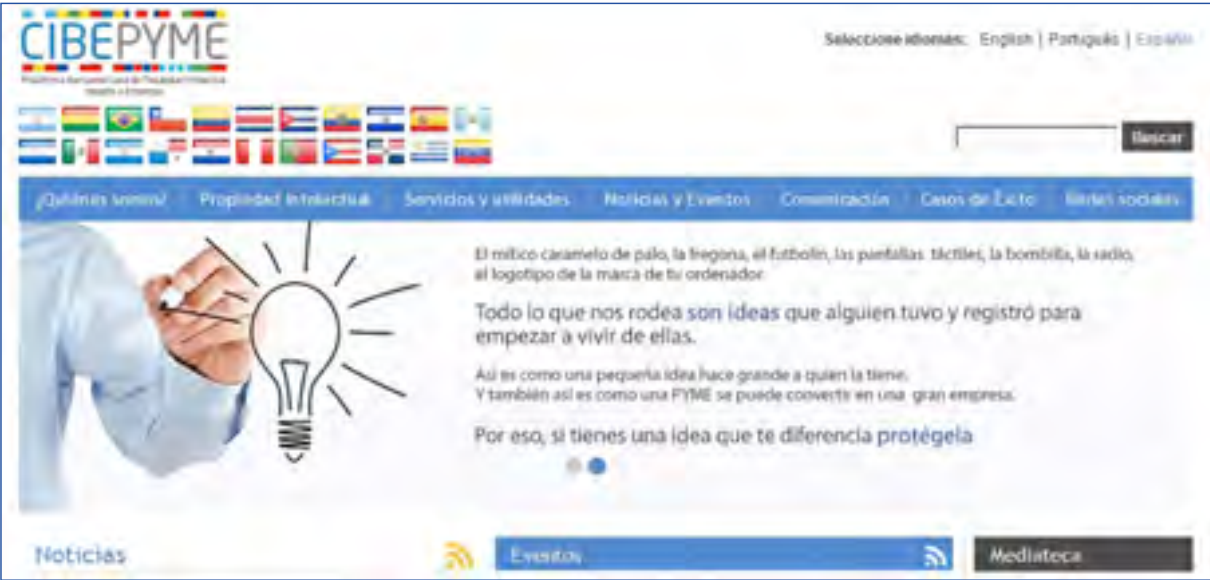 CIBEPYME
Seleccione idiomas: English | Português | Español
Buscar
¿Quiénes somos? Propiedad Intelectual Servicios y utilidades Noticias y Eventos Comunicación Casos de Éxito Redes sociales
El mítico caramelo de palo, la fregona, el futbolín, las pantallas táctiles, la bombilla, la radio,
el logotipo de la marca de tu ordenador
Todo lo que nos rodea son ideas que alguien tuvo y registró para
empezar a vivir de ellas.
Así es como una pequeña idea hace grande a quien la tiene.
Y también así es como una PYME se puede convertir en una gran empresa.
Por eso, si tienes una idea que te diferencia protégela
Noticias
Eventos
Mediateca